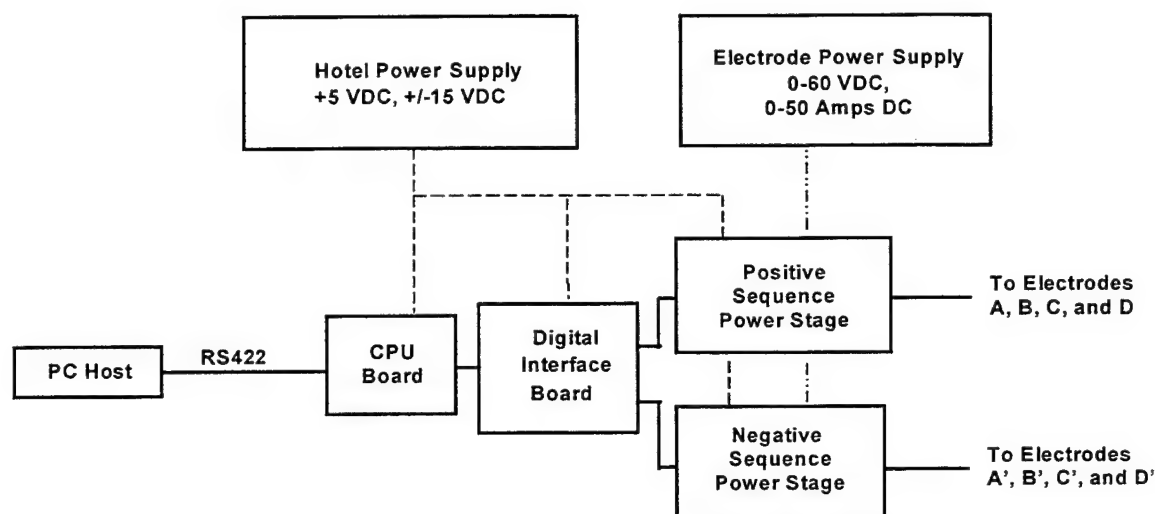 Hotel Power Supply
+5 VDC, +/-15 VDC
Electrode Power Supply
0-60 VDC,
0-50 Amps DC
Positive
Sequence
Power Stage
To Electrodes
A, B, C, and D
PC Host
RS422
CPU
Board
Digital
Interface
Board
Negative
Sequence
Power Stage
To Electrodes
A', B', C', and D'